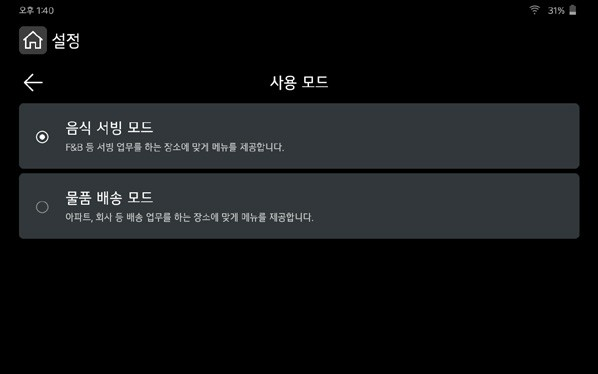 오후 1:40
31%
설정
사용 모드
음식 서빙 모드
F&B 등 서빙 업무를 하는 장소에 맞게 메뉴를 제공합니다.
물품 배송 모드
아파트, 회사 등 배송 업무를 하는 장소에 맞게 메뉴를 제공합니다.